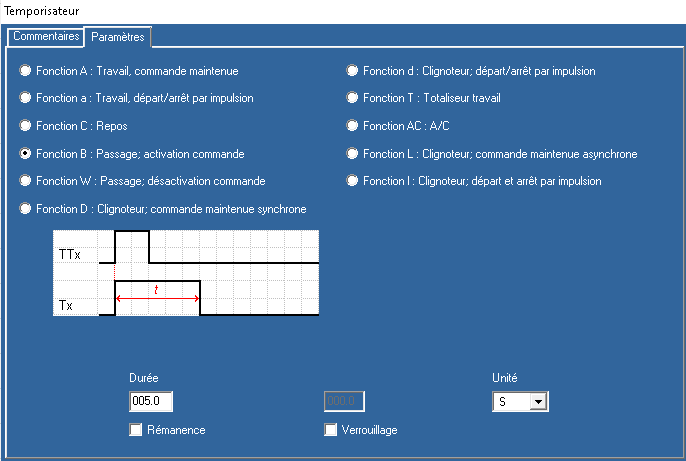 Temporisateur
Commentaires Paramètres
Fonction A : Travail, commande maintenue
Fonction d : Clignoteur; départ/arrêt par impulsion
Fonction a : Travail, départ/arrêt par impulsion
Fonction T : Totaliseur travail
Fonction C : Repos
Fonction AC : A/C
Fonction B : Passage; activation commande
Fonction L : Clignoteur; commande maintenue asynchrone
Fonction W : Passage; désactivation commande
Fonction l : Clignoteur; départ et arrêt par impulsion
Fonction D : Clignoteur; commande maintenue synchrone
TTx
t
Tx
Durée
Unité
005.0
000.0
S
Rémanence
Verrouillage